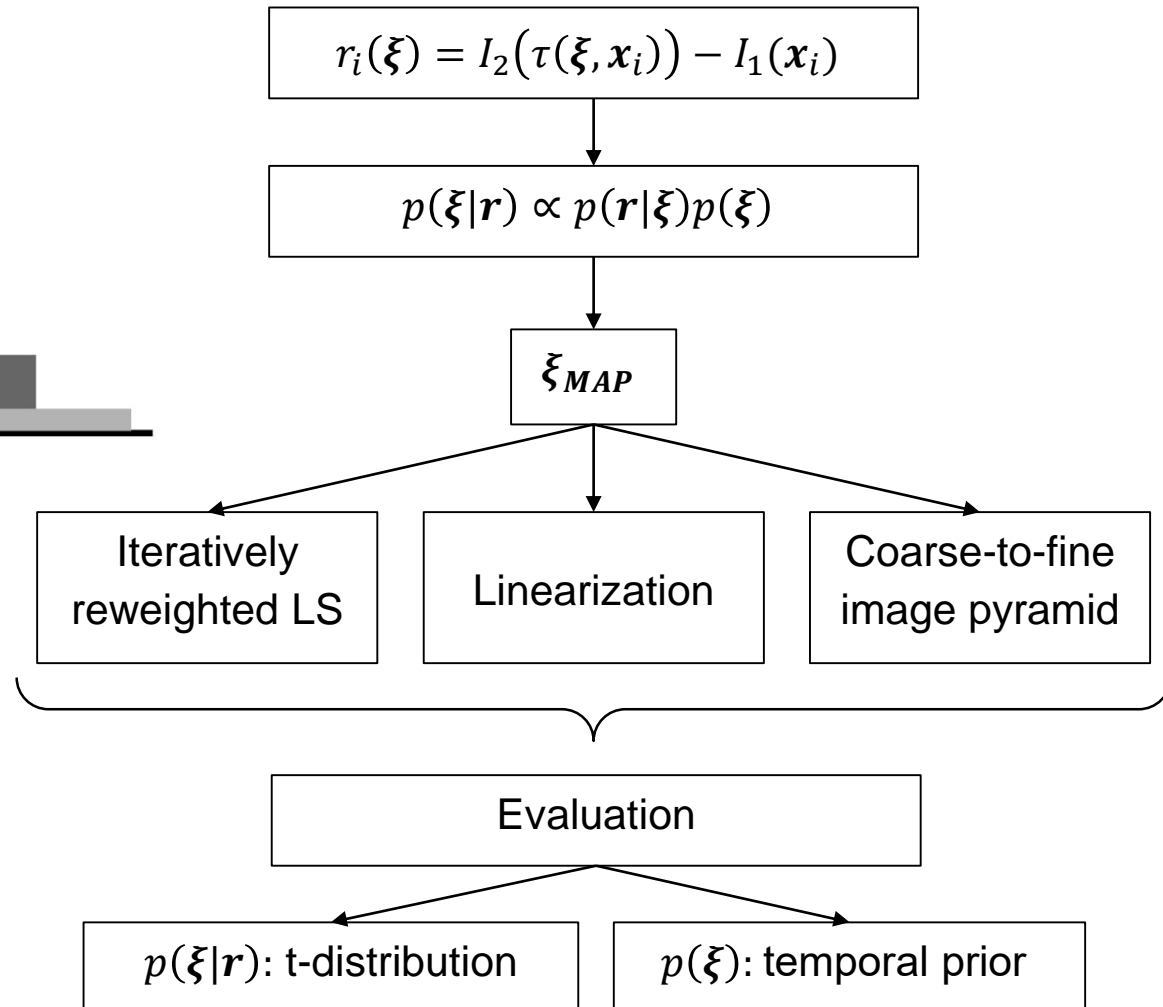 r_i(ξ) = I_2(τ(ξ, x_i)) − I_1(x_i)
p(ξ|r) ∝ p(r|ξ)p(ξ)
ξ_MAP
Iteratively
reweighted LS
Linearization
Coarse-to-fine
image pyramid
Evaluation
p(ξ|r): t-distribution
p(ξ): temporal prior